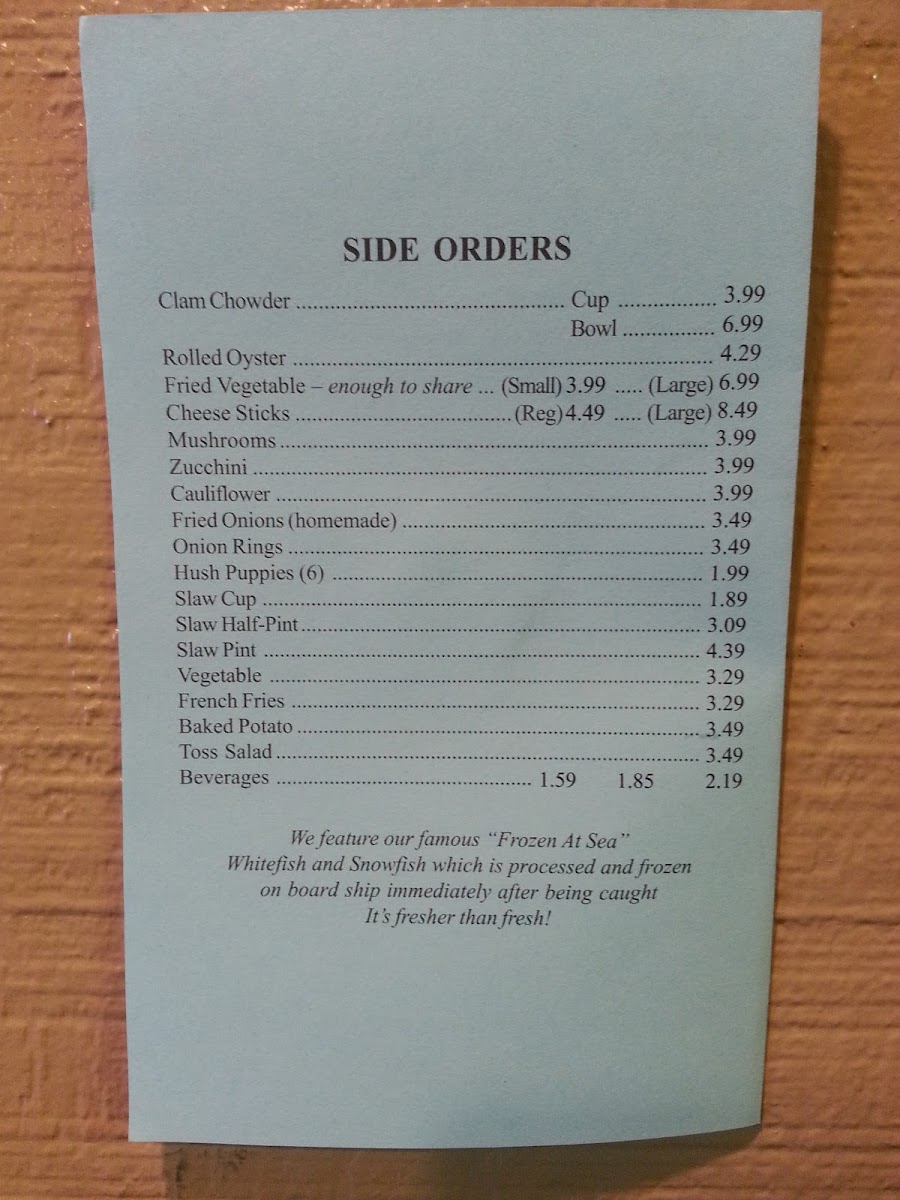 SIDE ORDERS
Clam Chowder ................................................. Cup .................. 3.99
Bowl ................. 6.99
Rolled Oyster ............................................................................. 4.29
Fried Vegetable – enough to share ... (Small) 3.99 ..... (Large) 6.99
Cheese Sticks ........................................(Reg) 4.49 ..... (Large) 8.49
Mushrooms .............................................................................. 3.99
Zucchini ................................................................................... 3.99
Cauliflower .............................................................................. 3.99
Fried Onions (homemade) ....................................................... 3.49
Onion Rings ............................................................................ 3.49
Hush Puppies (6) .................................................................... 1.99
Slaw Cup ................................................................................ 1.89
Slaw Half-Pint ......................................................................... 3.09
Slaw Pint ................................................................................ 4.39
Vegetable ............................................................................... 3.29
French Fries ........................................................................... 3.29
Baked Potato .......................................................................... 3.49
Toss Salad .............................................................................. 3.49
Beverages ............................................... 1.59 1.85 2.19
We feature our famous “Frozen At Sea”
Whitefish and Snowfish which is processed and frozen
on board ship immediately after being caught
It’s fresher than fresh!